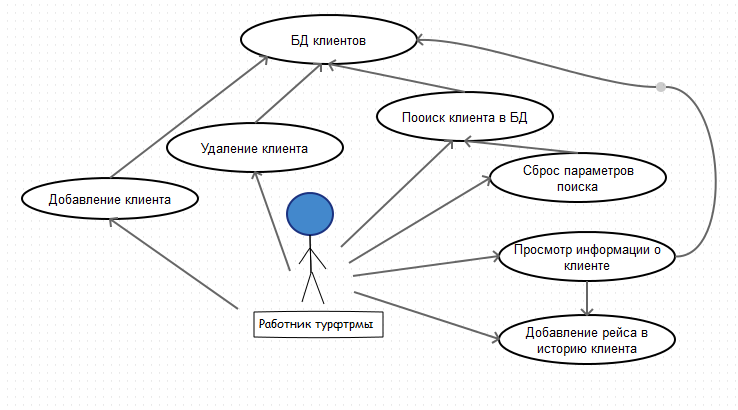 БД клиентов
Пооиск клиента в БД
Удаление клиента
Сброс параметров
поиска
Добавление клиента
Просмотр информации о
клиенте
Работник турфтрмы
Добавление рейса в
историю клиента